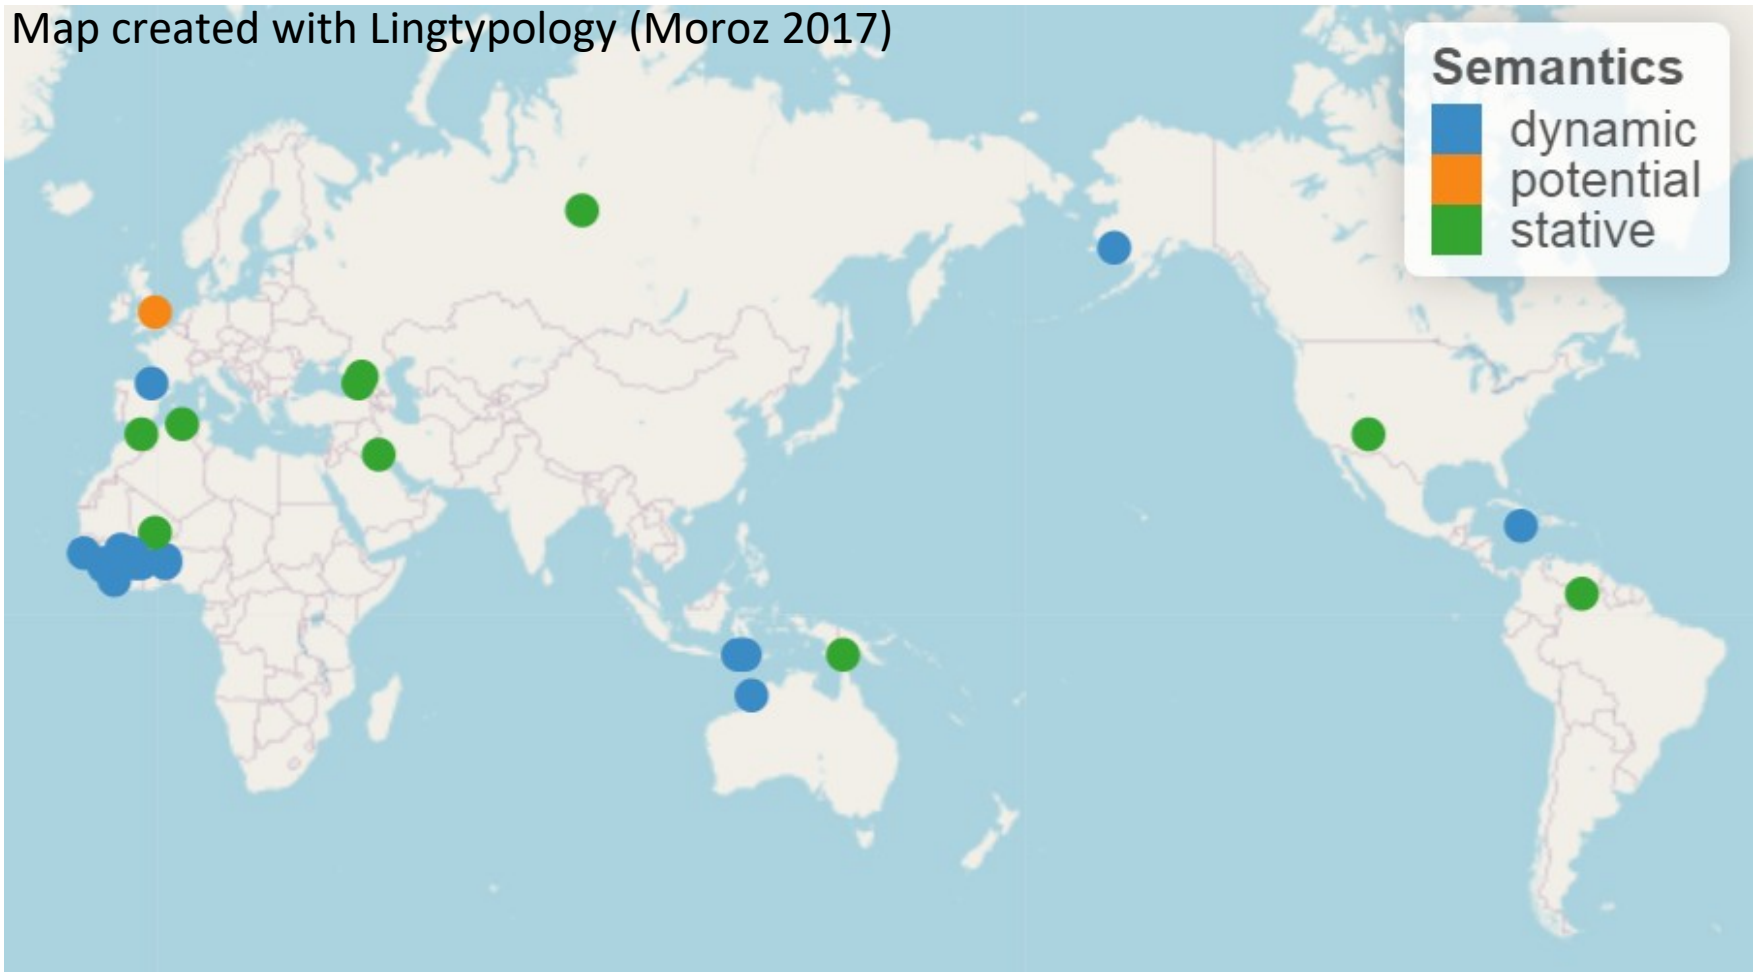 Map created with Lingtypology (Moroz 2017)
Semantics
dynamic
potential
stative